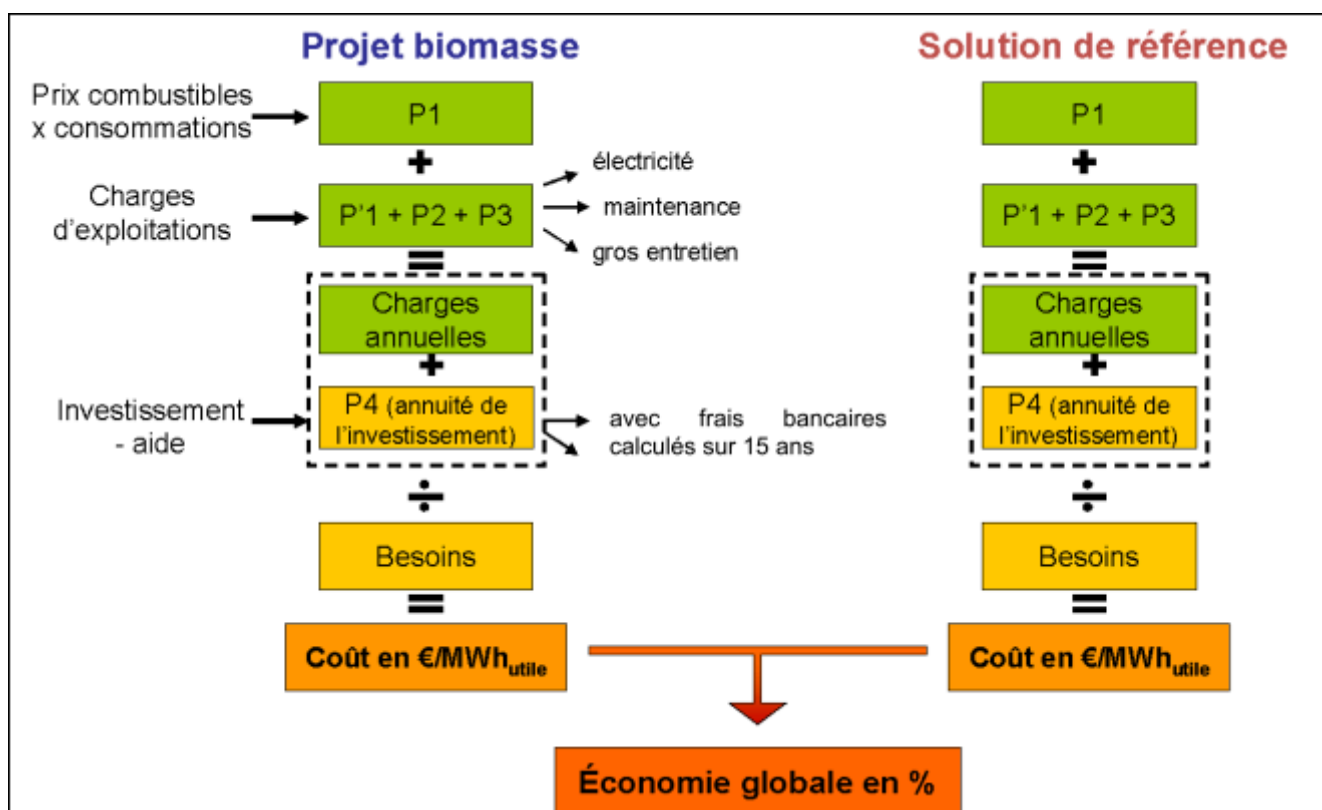 Projet biomasse
Solution de référence
Prix combustibles
x consommations
P1
P1
+
+
Charges
d'exploitations
P'1 + P2 + P3
électricité
maintenance
gros entretien
P'1 + P2 + P3
=
=
Charges
annuelles
Charges
annuelles
+
+
Investissement
- aide
P4 (annuité de
l'investissement)
avec frais bancaires
calculés sur 15 ans
P4 (annuité de
l'investissement)
÷
÷
Besoins
Besoins
=
=
Coût en €/MWhutile
Coût en €/MWhutile
Économie globale en %